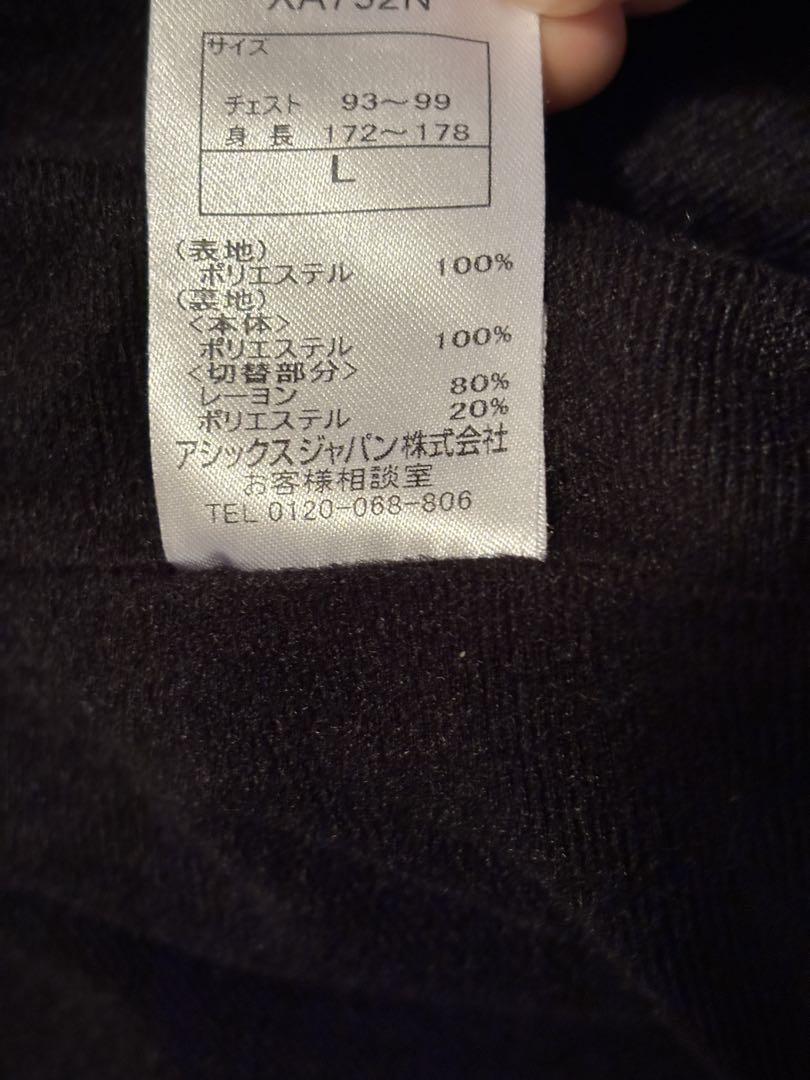 XA732N
サイズ
チェスト 93～99
身長 172～178
L
(表地)
ポリエステル 100%
(裏地)
<本体>
ポリエステル 100%
<切替部分>
レーヨン 80%
ポリエステル 20%
アシックスジャパン株式会社
お客様相談室
TEL 0120-068-806